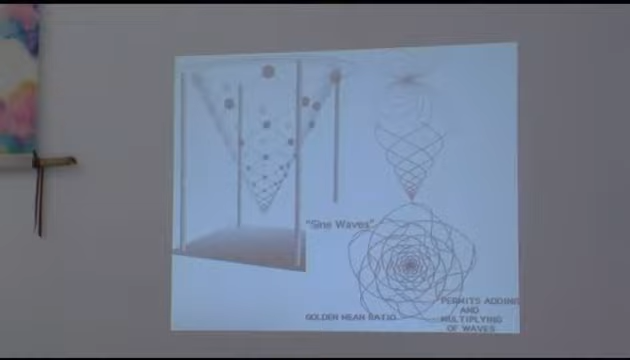 "Sine Waves"
GOLDEN MEAN RATIO
PERMITS ADDING
AND
MULTIPLYING
OF WAVES